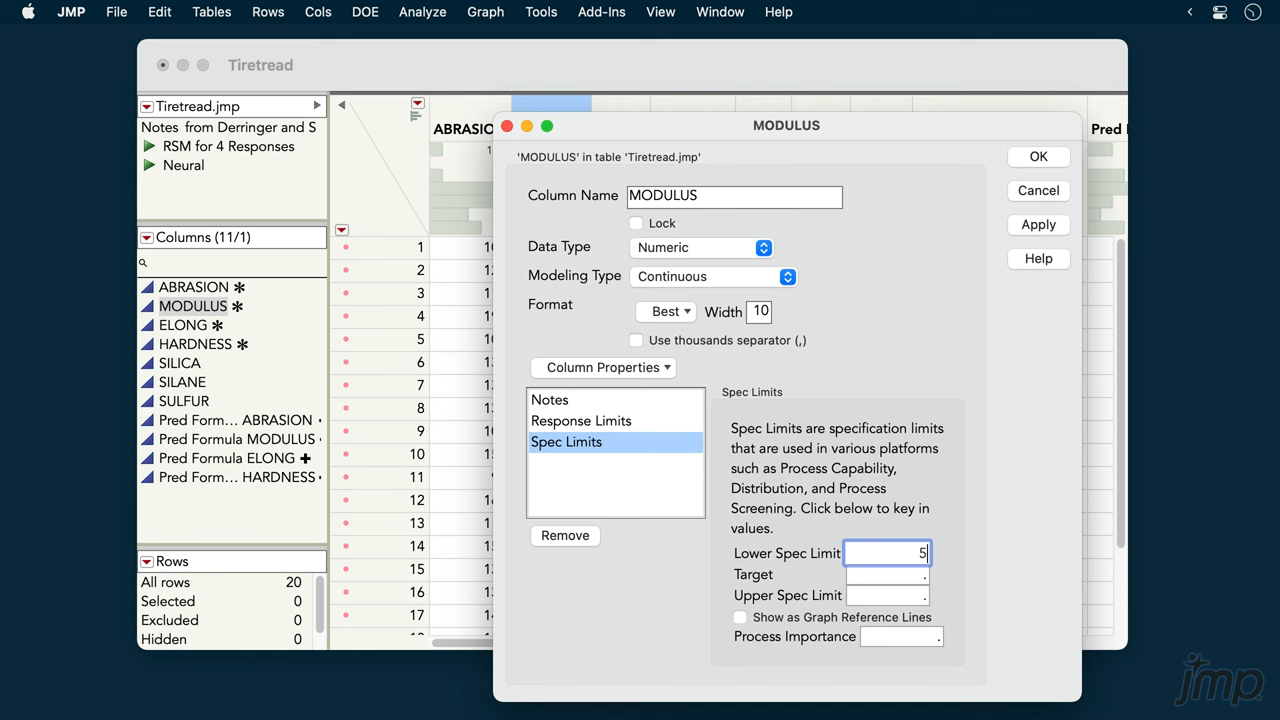 JMP File Edit Tables Rows Cols DOE Analyze Graph Tools Add-Ins View Window Help
Tiretread
Tiretread.jmp
Notes from Derringer and S
RSM for 4 Responses
Neural
Columns (11/1)
ABRASION
MODULUS
ELONG
HARDNESS
SILICA
SILANE
SULFUR
Pred Form... ABRASION
Pred Formula MODULUS
Pred Formula ELONG
Pred Form... HARDNESS
Rows
All rows 20
Selected 0
Excluded 0
Hidden 0
Pred
1
2
3
4
5
6
7
8
9
10
11
12
13
14
15
16
17
MODULUS
'MODULUS' in table 'Tiretread.jmp'
Column Name MODULUS
Lock
Data Type Numeric
Modeling Type Continuous
Format Best Width 10
Use thousands separator (,)
Column Properties
Notes
Response Limits
Spec Limits
Remove
Spec Limits
Spec Limits are specification limits
that are used in various platforms
such as Process Capability,
Distribution, and Process
Screening. Click below to key in
values.
Lower Spec Limit 5
Target .
Upper Spec Limit .
Show as Graph Reference Lines
Process Importance .
OK
Cancel
Apply
Help
jmp